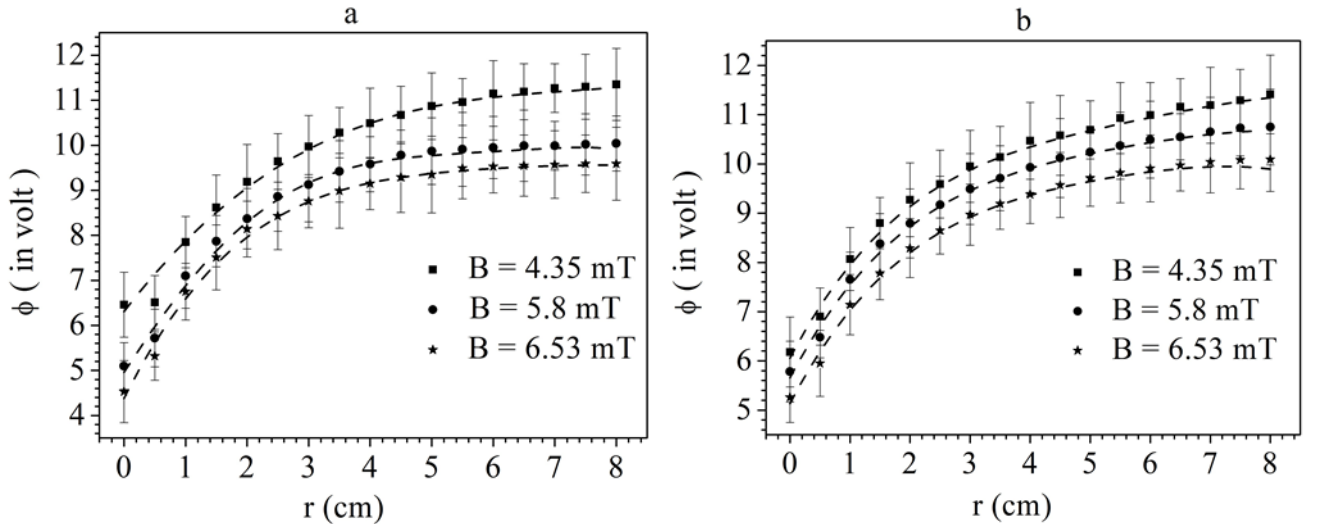 a
12
11
10
9
8
7
6
5
4
ϕ ( in volt )
B = 4.35 mT
B = 5.8 mT
B = 6.53 mT
0 1 2 3 4 5 6 7 8
r (cm)
b
12
11
10
9
8
7
6
5
ϕ ( in volt )
B = 4.35 mT
B = 5.8 mT
B = 6.53 mT
0 1 2 3 4 5 6 7 8
r (cm)